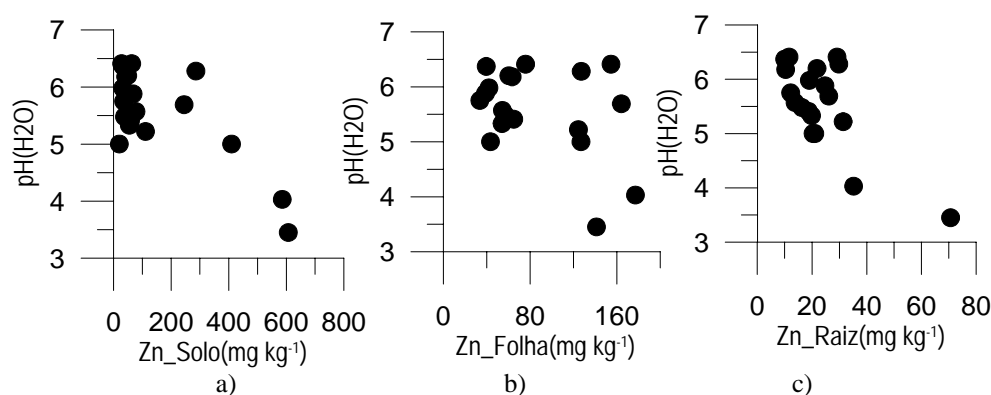 7
6
5
4
3
pH(H2O)
0 200 400 600 800
Zn_Solo(mg kg-1)
a)
7
6
5
4
3
pH(H2O)
0 80 160
Zn_Folha(mg kg-1)
b)
7
6
5
4
3
pH(H2O)
0 20 40 60 80
Zn_Raiz(mg kg-1)
c)